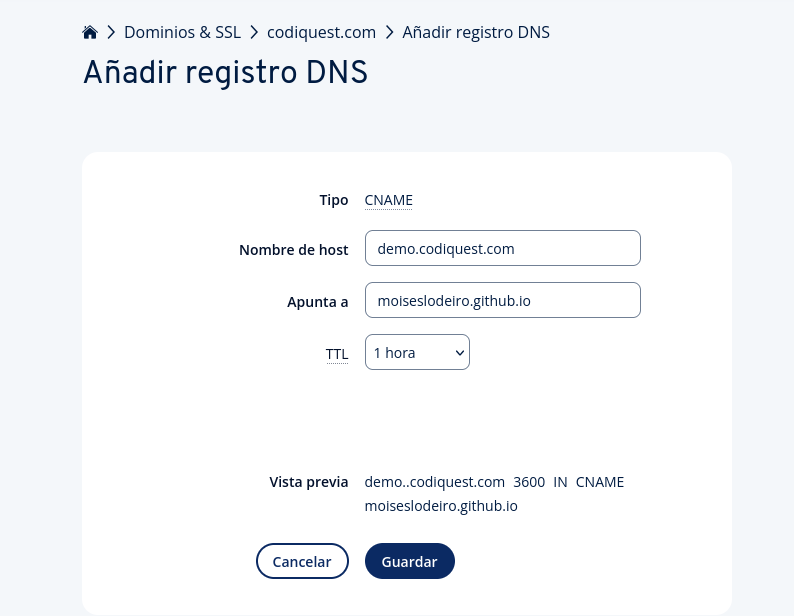 Dominios & SSL codiquest.com Añadir registro DNS
Añadir registro DNS
Tipo CNAME
Nombre de host demo.codiquest.com
Apunta a moiseslodeiro.github.io
TTL 1 hora
Vista previa demo..codiquest.com 3600 IN CNAME
moiseslodeiro.github.io
Cancelar Guardar